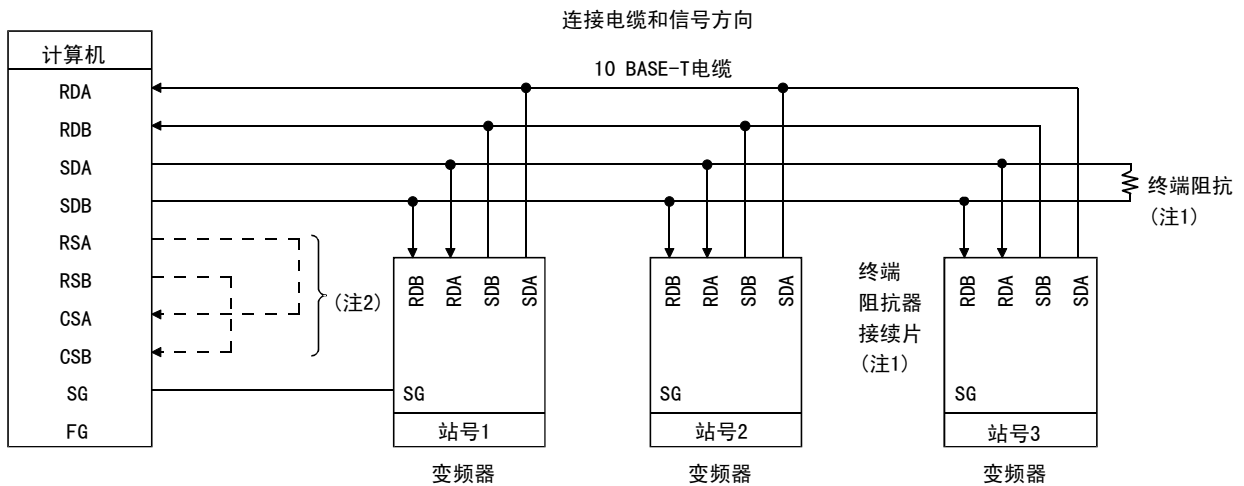 连接电缆和信号方向
10 BASE-T电缆
计算机
RDA
RDB
SDA
SDB
RSA
RSB
CSA
CSB
SG
FG
(注2)
终端阻抗
(注1)
RDB
RDA
SDB
SDA
SG
站号1
变频器
RDB
RDA
SDB
SDA
SG
站号2
变频器
终端
阻抗器
接续片
(注1)
RDB
RDA
SDB
SDA
SG
站号3
变频器